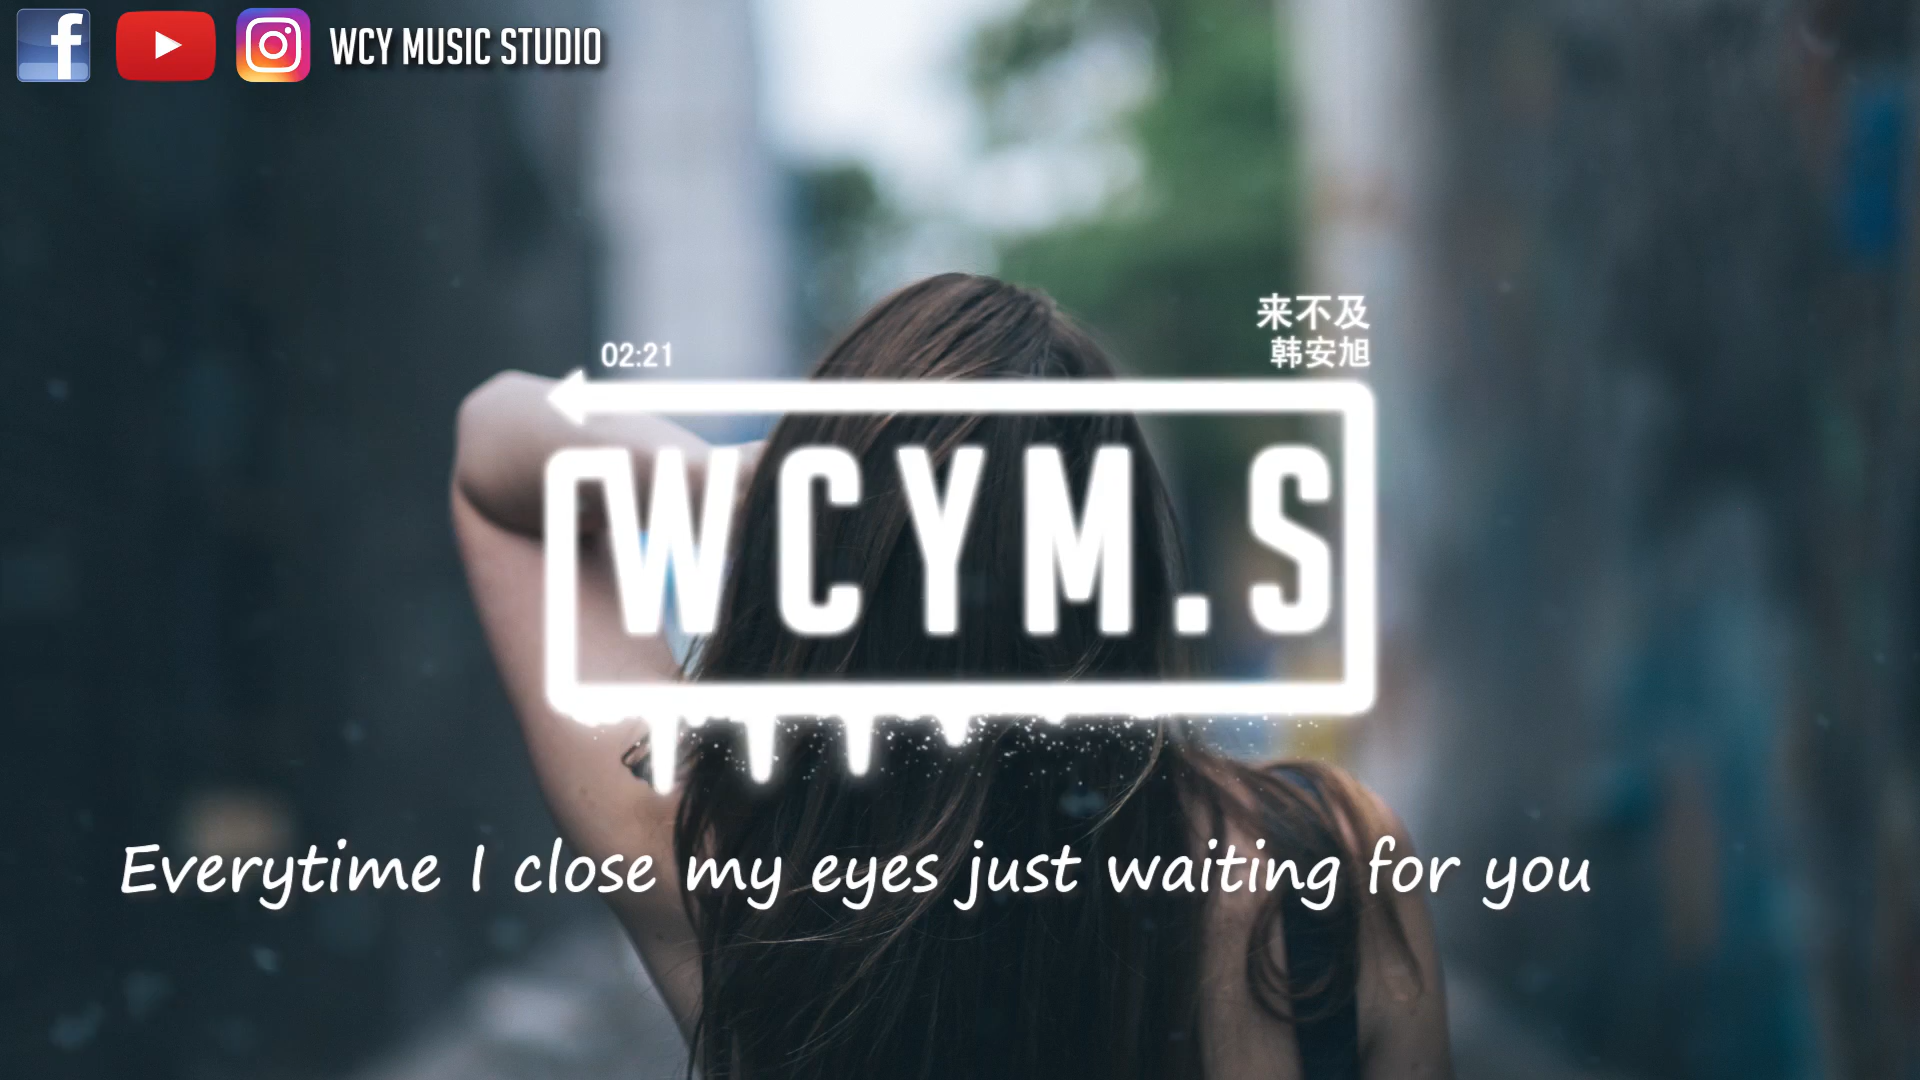 WCY MUSIC STUDIO
来不及
02:21
韩安旭
WCYM.S
Everytime I close my eyes just waiting for you